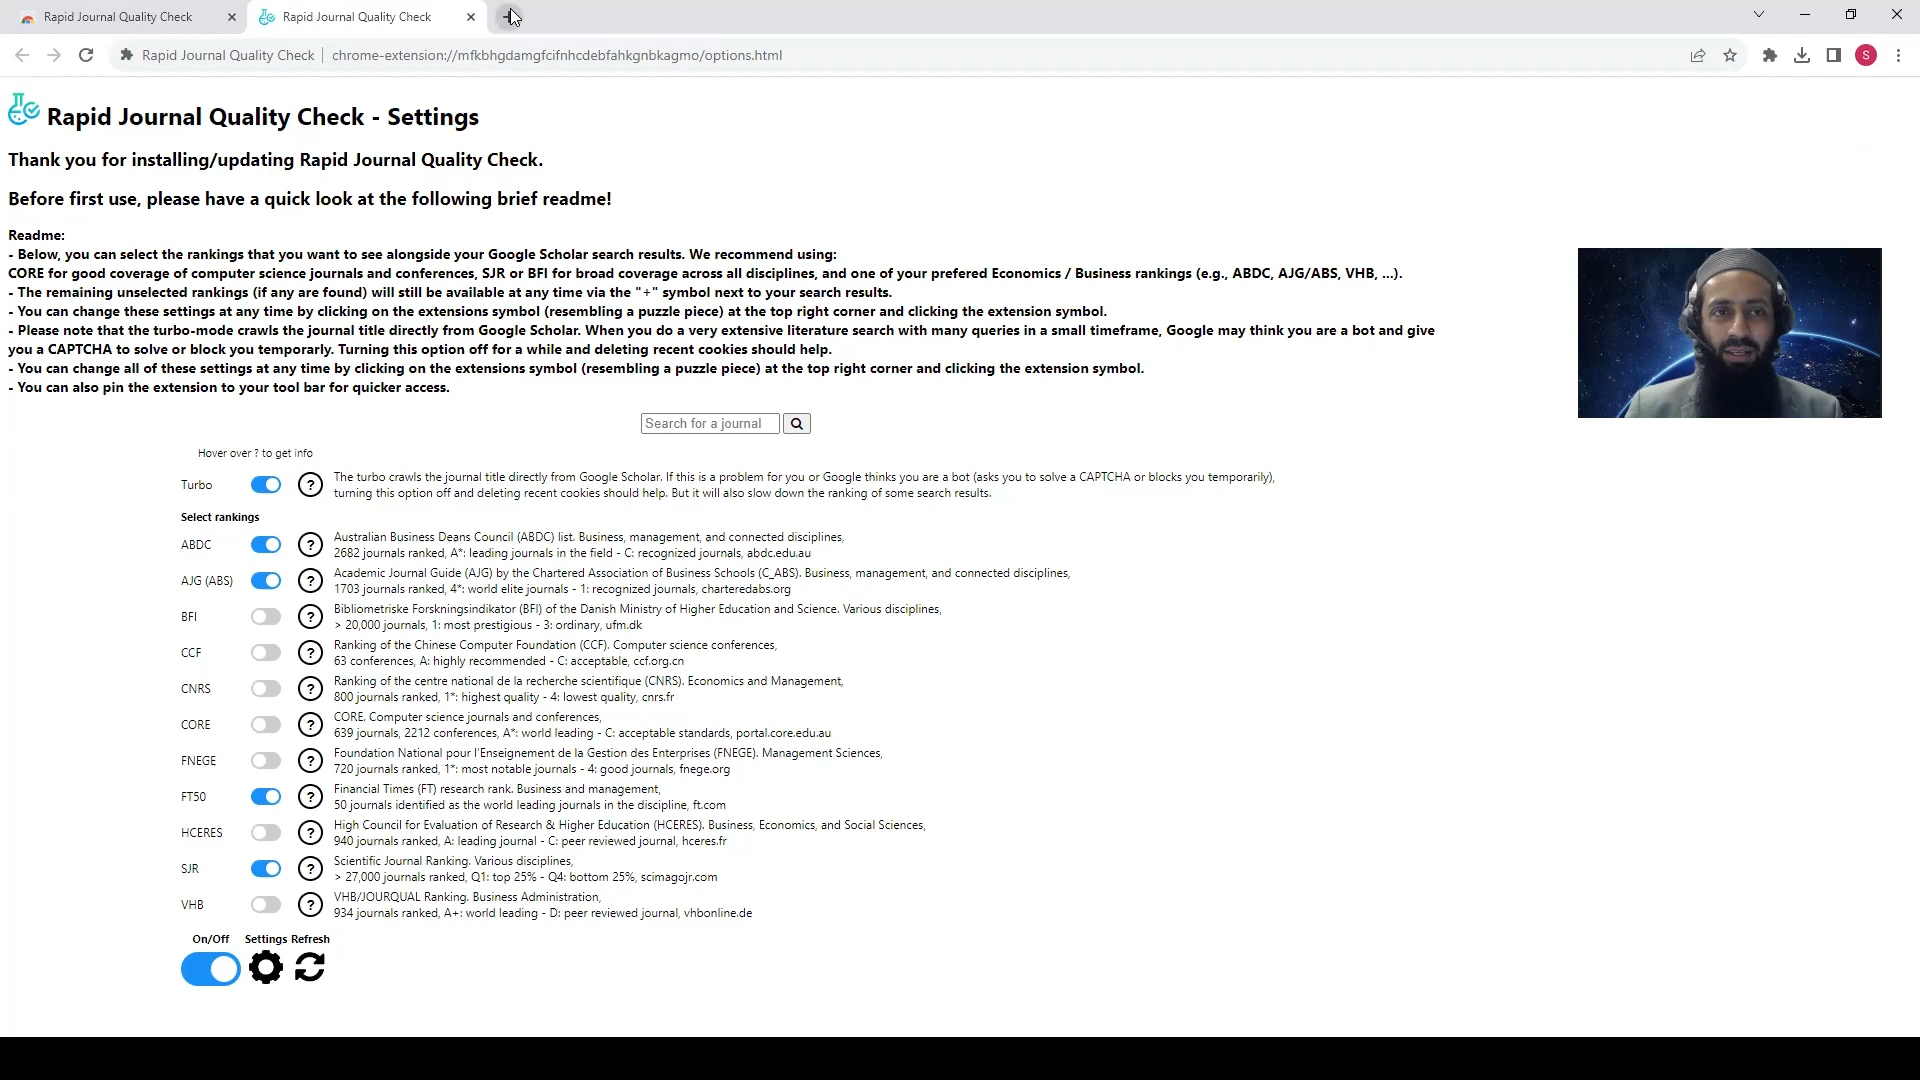 Rapid Journal Quality Check
Rapid Journal Quality Check
Rapid Journal Quality Check | chrome-extension://mfkbhgdamgfcifnhcdebfahkgnbkagmo/options.html
S
Rapid Journal Quality Check - Settings
Thank you for installing/updating Rapid Journal Quality Check.
Before first use, please have a quick look at the following brief readme!
Readme:
- Below, you can select the rankings that you want to see alongside your Google Scholar search results. We recommend using:
CORE for good coverage of computer science journals and conferences, SJR or BFI for broad coverage across all disciplines, and one of your prefered Economics / Business rankings (e.g., ABDC, AJG/ABS, VHB, ...).
- The remaining unselected rankings (if any are found) will still be available at any time via the "+" symbol next to your search results.
- You can change these settings at any time by clicking on the extensions symbol (resembling a puzzle piece) at the top right corner and clicking the extension symbol.
- Please note that the turbo-mode crawls the journal title directly from Google Scholar. When you do a very extensive literature search with many queries in a small timeframe, Google may think you are a bot and give
you a CAPTCHA to solve or block you temporarly. Turning this option off for a while and deleting recent cookies should help.
- You can change all of these settings at any time by clicking on the extensions symbol (resembling a puzzle piece) at the top right corner and clicking the extension symbol.
- You can also pin the extension to your tool bar for quicker access.
Search for a journal
Hover over ? to get info
Turbo ? The turbo crawls the journal title directly from Google Scholar. If this is a problem for you or Google thinks you are a bot (asks you to solve a CAPTCHA or blocks you temporarily),
turning this option off and deleting recent cookies should help. But it will also slow down the ranking of some search results.
Select rankings
ABDC ? Australian Business Deans Council (ABDC) list. Business, management, and connected disciplines,
2682 journals ranked, A*: leading journals in the field - C: recognized journals, abdc.edu.au
AJG (ABS) ? Academic Journal Guide (AJG) by the Chartered Association of Business Schools (C_ABS). Business, management, and connected disciplines,
1703 journals ranked, 4*: world elite journals - 1: recognized journals, charteredabs.org
BFI ? Bibliometriske Forskningsindikator (BFI) of the Danish Ministry of Higher Education and Science. Various disciplines,
> 20,000 journals, 1: most prestigious - 3: ordinary, ufm.dk
CCF ? Ranking of the Chinese Computer Foundation (CCF). Computer science conferences,
63 conferences, A: highly recommended - C: acceptable, ccf.org.cn
CNRS ? Ranking of the centre national de la recherche scientifique (CNRS). Economics and Management,
800 journals ranked, 1*: highest quality - 4: lowest quality, cnrs.fr
CORE ? CORE. Computer science journals and conferences,
639 journals, 2212 conferences, A*: world leading - C: acceptable standards, portal.core.edu.au
FNEGE ? Foundation National pour l'Enseignement de la Gestion des Enterprises (FNEGE). Management Sciences,
720 journals ranked, 1*: most notable journals - 4: good journals, fnege.org
FT50 ? Financial Times (FT) research rank. Business and management,
50 journals identified as the world leading journals in the discipline, ft.com
HCERES ? High Council for Evaluation of Research & Higher Education (HCERES). Business, Economics, and Social Sciences,
940 journals ranked, A: leading journal - C: peer reviewed journal, hceres.fr
SJR ? Scientific Journal Ranking. Various disciplines,
> 27,000 journals ranked, Q1: top 25% - Q4: bottom 25%, scimagojr.com
VHB ? VHB/JOURQUAL Ranking. Business Administration,
934 journals ranked, A+: world leading - D: peer reviewed journal, vhbonline.de
On/Off Settings Refresh